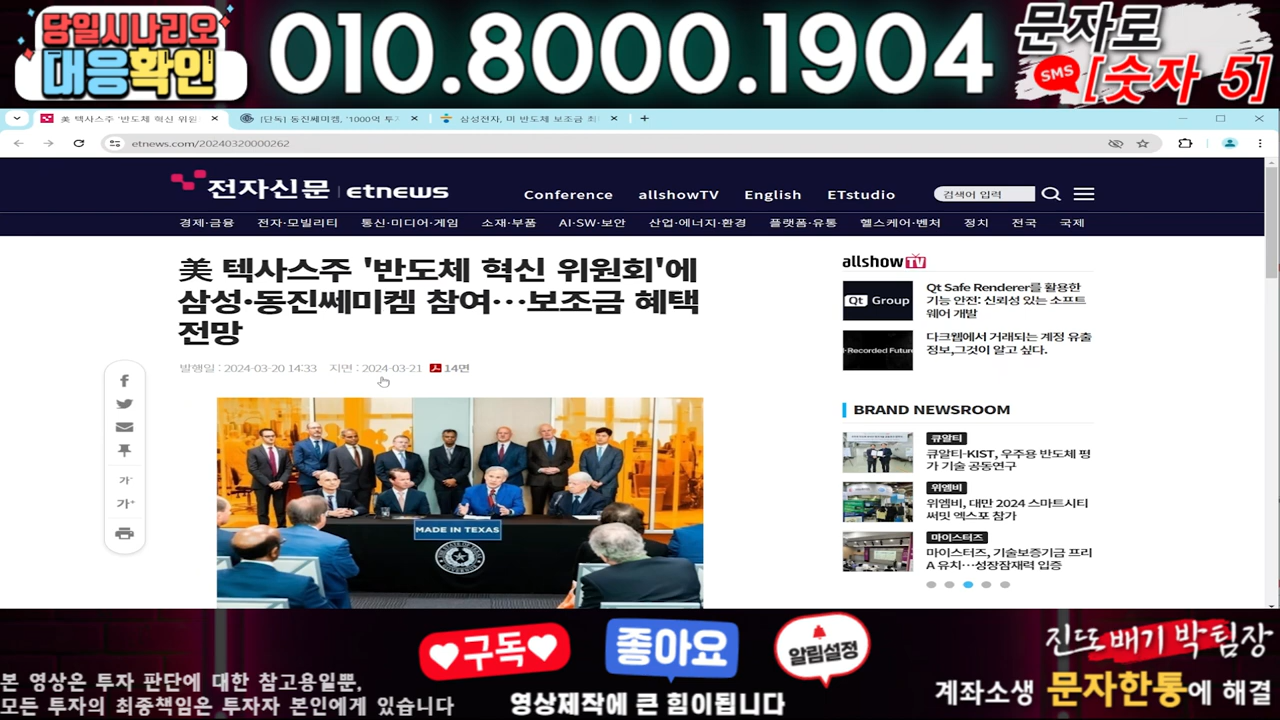 당일시나리오
대응확인
010.8000.1904
문자로
SMS
[숫자 5]
美 텍사스주 '반도체 혁신 위원
[단독] 동진쎄미켐, '1000억 투
삼성전자, 미 반도체 보조금 최
etnews.com/20240320000262
전자신문 etnews
Conference allshowTV English ETstudio
검색어 입력
경제·금융 전자·모빌리티 통신·미디어·게임 소재·부품 AI·SW·보안 산업·에너지·환경 플랫폼·유통 헬스케어·벤처 정치 전국 국제
美 텍사스주 '반도체 혁신 위원회'에
삼성·동진쎄미켐 참여…보조금 혜택
전망
발행일 : 2024-03-20 14:33 지면 : 2024-03-21 14면
가-
가+
MADE IN TEXAS
allshow TV
Qt Group
Qt Safe Renderer를 활용한
기능 안전: 신뢰성 있는 소프트
웨어 개발
Recorded Future
다크웹에서 거래되는 계정 유출
정보,그것이 알고 싶다.
BRAND NEWSROOM
큐알티
큐알티-KIST, 우주용 반도체 평
가 기술 공동연구
위엠비
위엠비, 대만 2024 스마트시티
써밋 엑스포 참가
마이스터즈
마이스터즈, 기술보증기금 프리
A 유치…성장잠재력 입증
구독
좋아요
알림설정
영상제작에 큰 힘이됩니다
본 영상은 투자 판단에 대한 참고용일뿐,
모든 투자의 최종책임은 투자자 본인에게 있습니다
진또배기 박팀장
계좌소생 문자한통에 해결